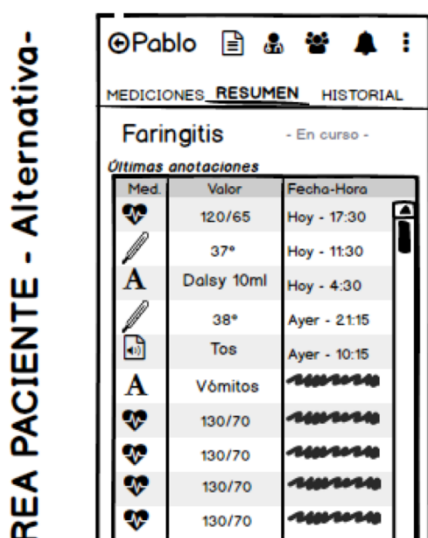 REA PACIENTE - Alternativa-
Pablo
MEDICIONES RESUMEN HISTORIAL
Faringitis - En curso -
Últimas anotaciones
Med. Valor Fecha-Hora
120/65 Hoy - 17:30
37° Hoy - 11:30
A Dalsy 10ml Hoy - 4:30
38° Ayer - 21:15
Tos Ayer - 10:15
A Vómitos
130/70
130/70
130/70
130/70